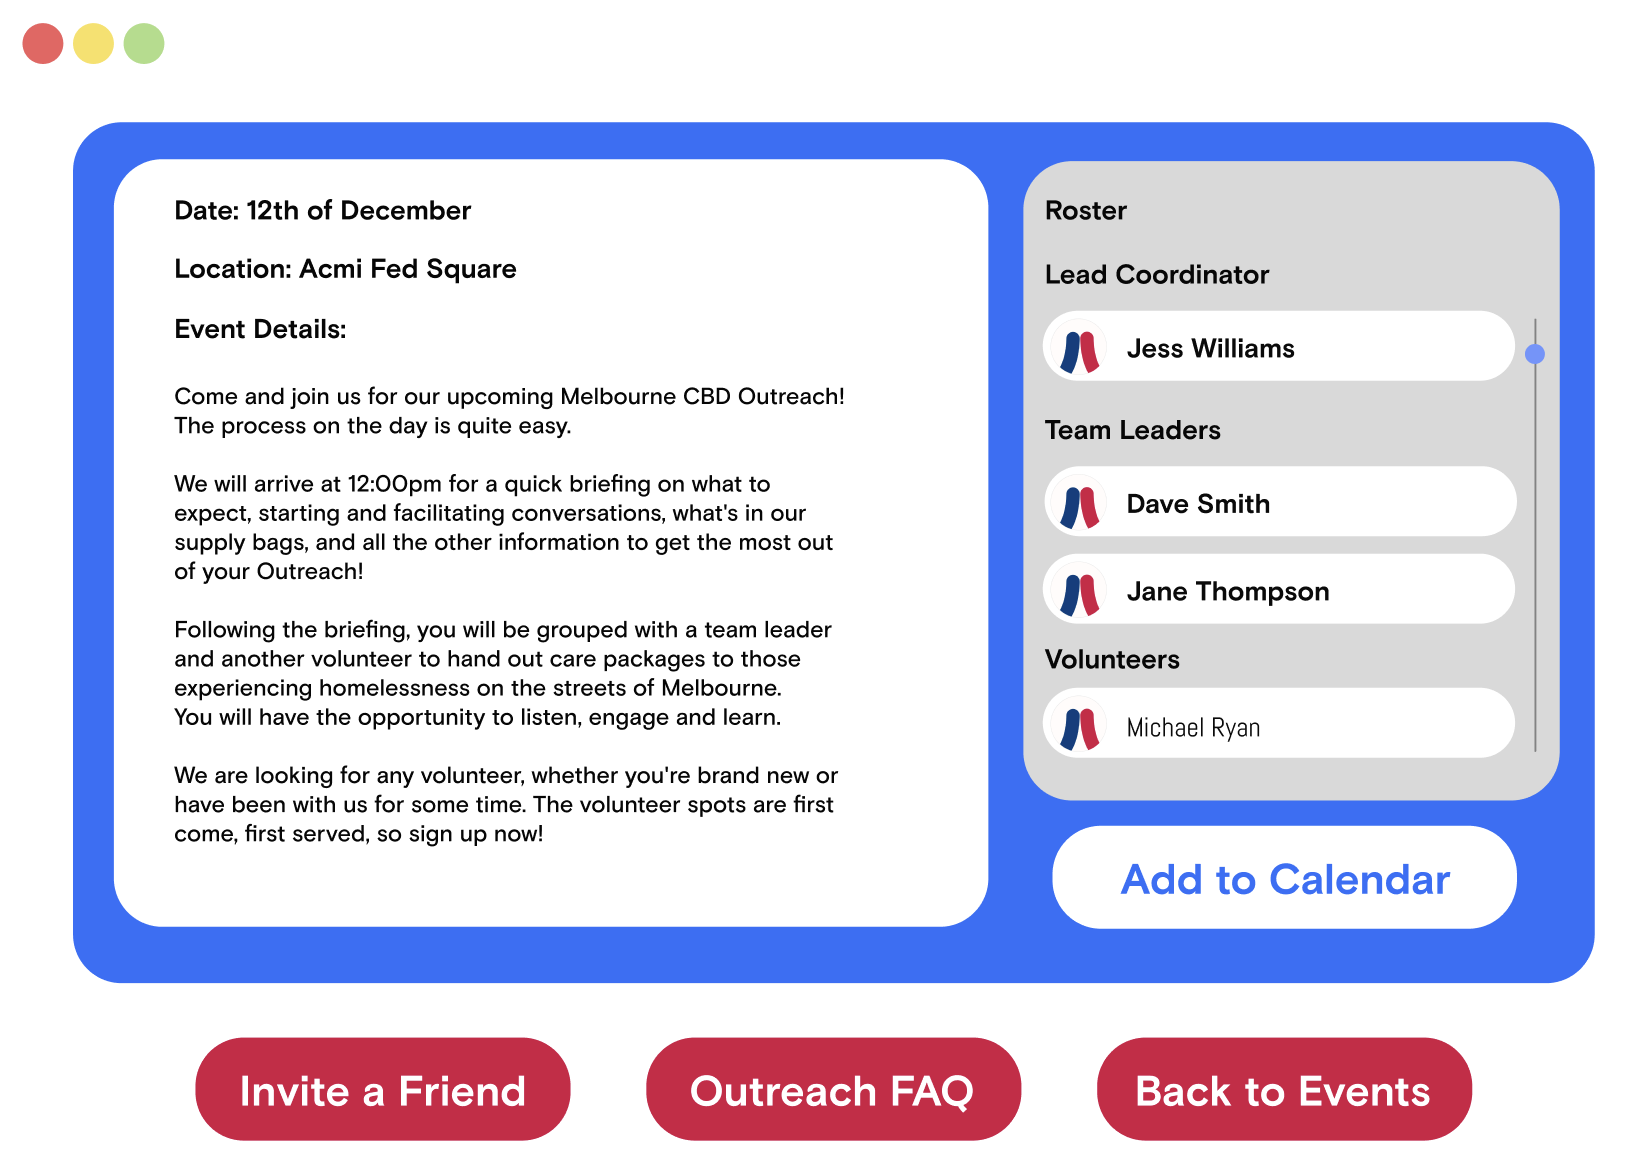 Date: 12th of December
Location: Acmi Fed Square
Event Details:
Come and join us for our upcoming Melbourne CBD Outreach!
The process on the day is quite easy.
We will arrive at 12:00pm for a quick briefing on what to
expect, starting and facilitating conversations, what's in our
supply bags, and all the other information to get the most out
of your Outreach!
Following the briefing, you will be grouped with a team leader
and another volunteer to hand out care packages to those
experiencing homelessness on the streets of Melbourne.
You will have the opportunity to listen, engage and learn.
We are looking for any volunteer, whether you're brand new or
have been with us for some time. The volunteer spots are first
come, first served, so sign up now!
Roster
Lead Coordinator
Jess Williams
Team Leaders
Dave Smith
Jane Thompson
Volunteers
Michael Ryan
Add to Calendar
Invite a Friend
Outreach FAQ
Back to Events